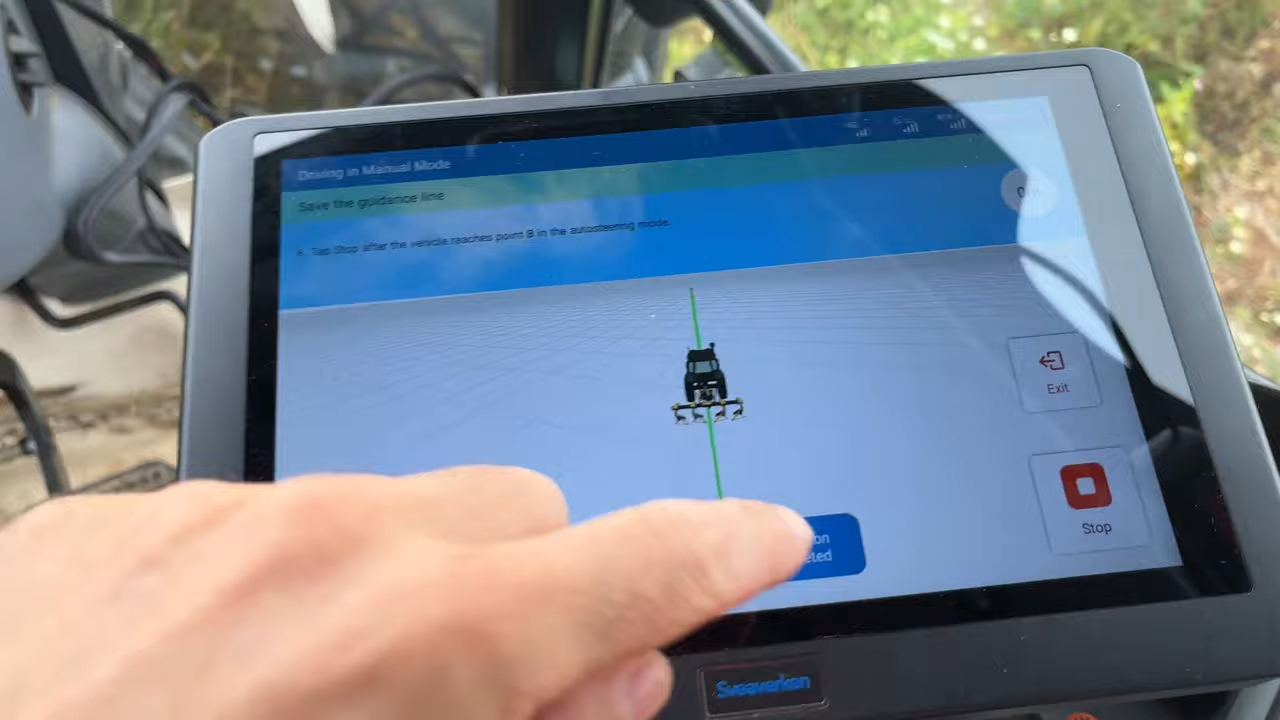 Driving in Manual Mode
Save the guidance line
6. Tap Stop after the vehicle reaches point B in the autosteering mode.
Exit
Stop
Sveaverken